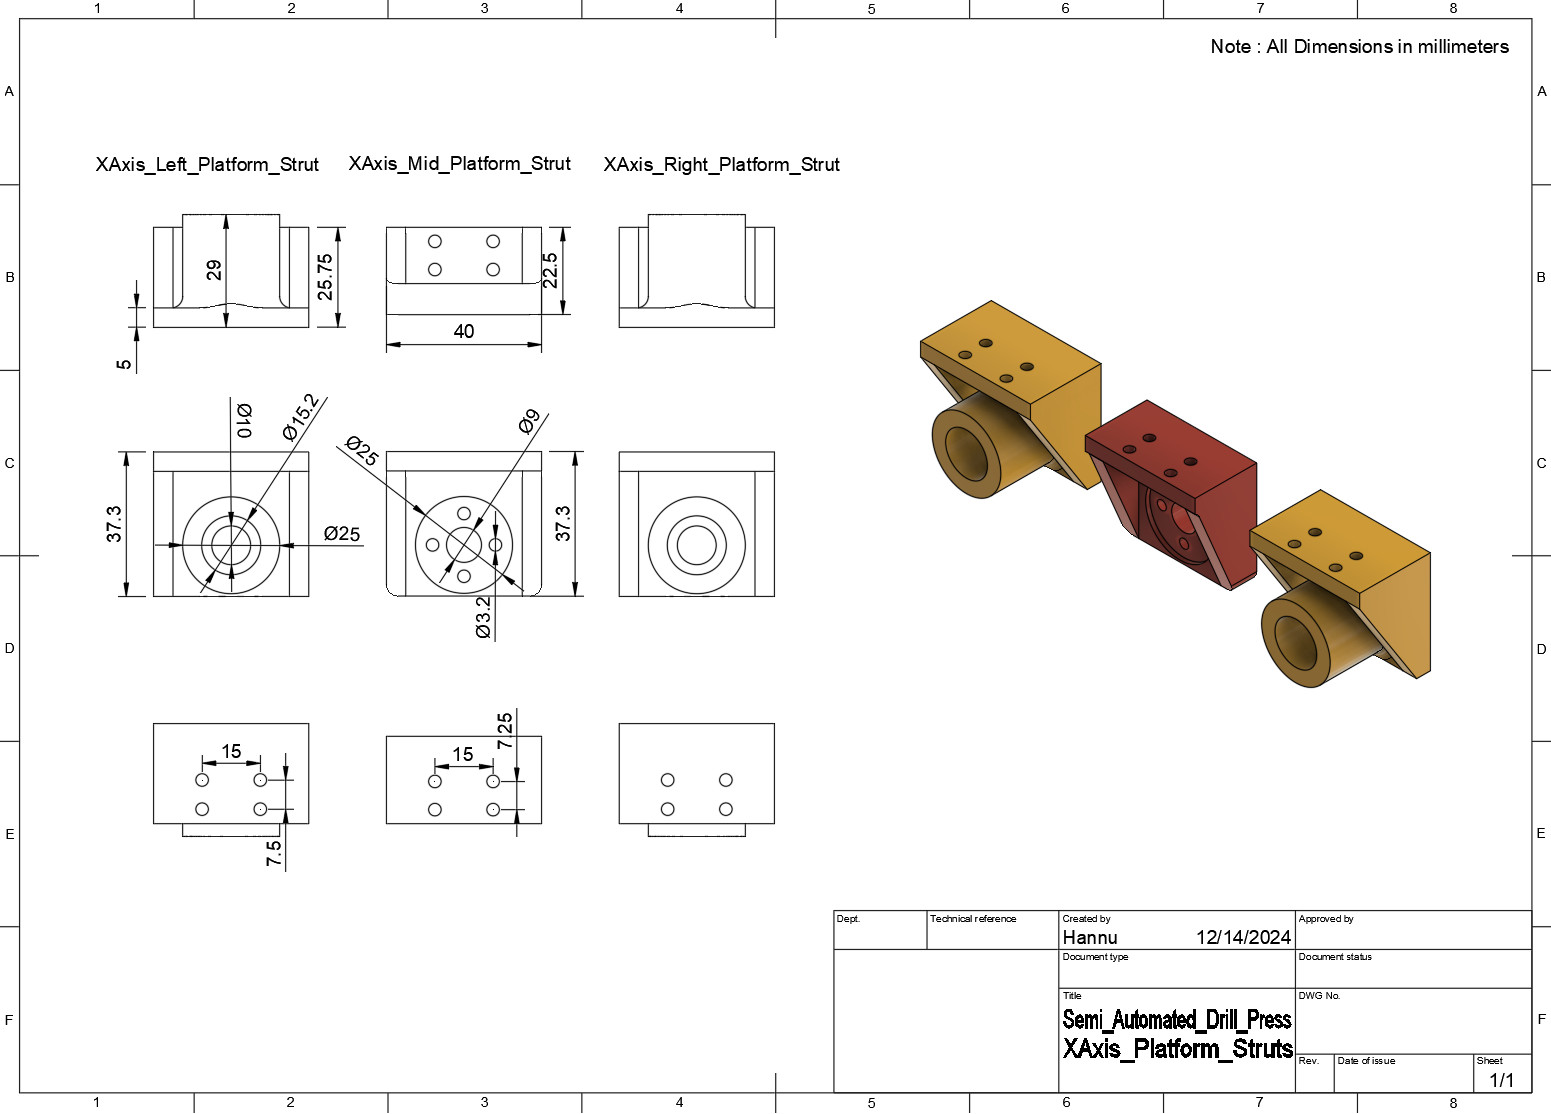 1 2 3 4 5 6 7 8
Note : All Dimensions in millimeters
A A
XAxis_Left_Platform_Strut XAxis_Mid_Platform_Strut XAxis_Right_Platform_Strut
B B
29 25.75 22.5
40
5
Ø10 Ø15.2 Ø25 Ø9
C C
37.3 Ø25 37.3
Ø3.2
D D
7.25
15 15
7.5
E E
Dept. Technical reference Created by Approved by
Hannu 12/14/2024
Document type Document status
Title DWG No.
Semi_Automated_Drill_Press
F F
XAxis_Platform_Struts
Rev. Date of issue Sheet
1/1
1 2 3 4 5 6 7 8